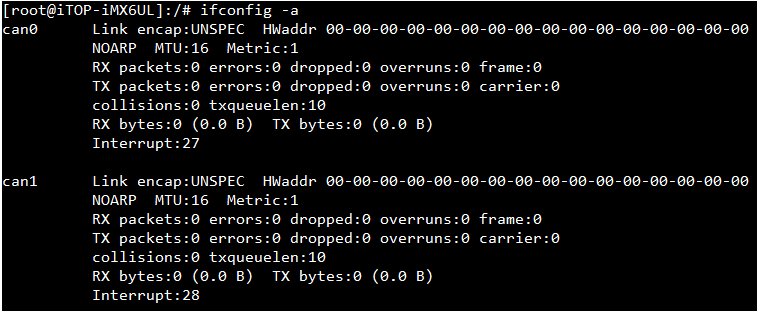 [root@iTOP-iMX6UL]:/# ifconfig -a
can0      Link encap:UNSPEC  HWaddr 00-00-00-00-00-00-00-00-00-00-00-00-00-00-00-00
          NOARP  MTU:16  Metric:1
          RX packets:0 errors:0 dropped:0 overruns:0 frame:0
          TX packets:0 errors:0 dropped:0 overruns:0 carrier:0
          collisions:0 txqueuelen:10
          RX bytes:0 (0.0 B)  TX bytes:0 (0.0 B)
          Interrupt:27

can1      Link encap:UNSPEC  HWaddr 00-00-00-00-00-00-00-00-00-00-00-00-00-00-00-00
          NOARP  MTU:16  Metric:1
          RX packets:0 errors:0 dropped:0 overruns:0 frame:0
          TX packets:0 errors:0 dropped:0 overruns:0 carrier:0
          collisions:0 txqueuelen:10
          RX bytes:0 (0.0 B)  TX bytes:0 (0.0 B)
          Interrupt:28